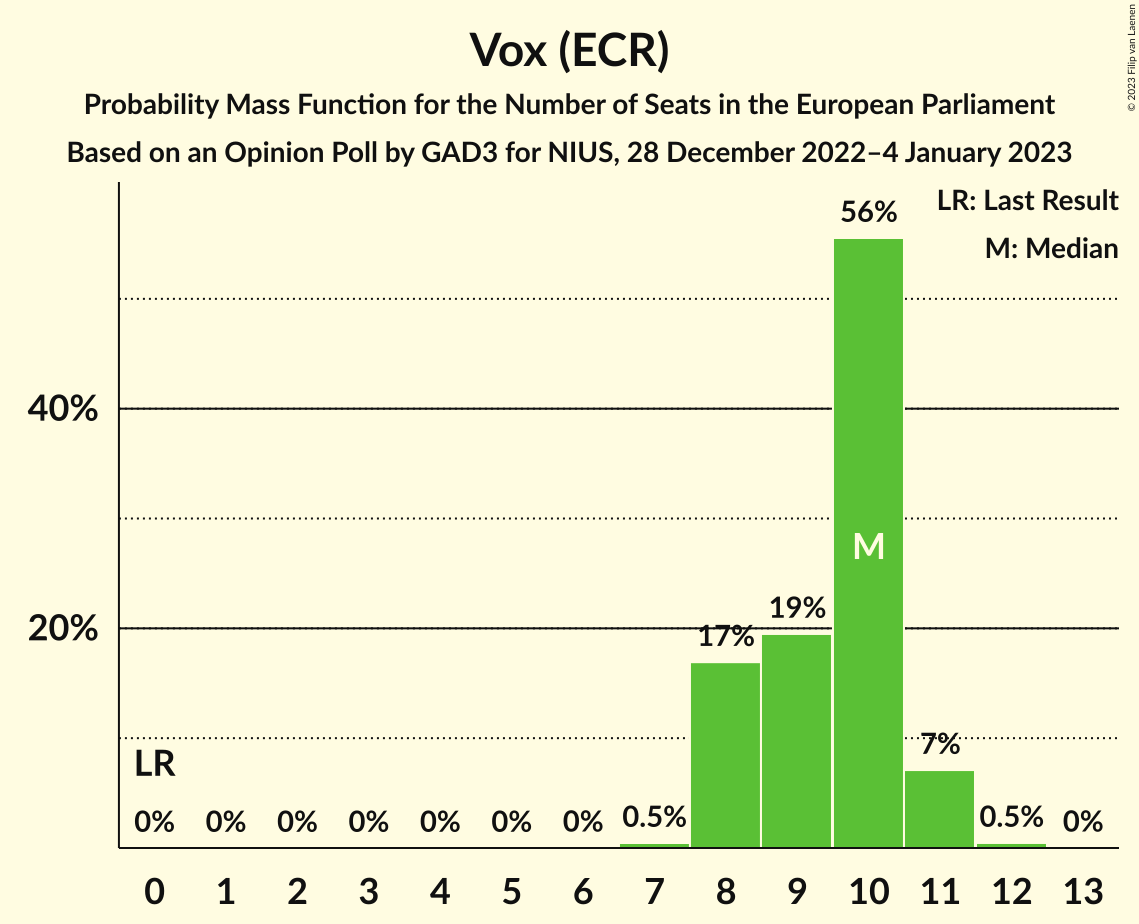 Vox (ECR)
Probability Mass Function for the Number of Seats in the European Parliament
Based on an Opinion Poll by GAD3 for NIUS, 28 December 2022–4 January 2023
© 2023 Filip van Laenen
LR: Last Result
M: Median
56%
40%
M
19%
20%
17%
7%
LR
0% 0% 0% 0% 0% 0% 0% 0.5% 0.5% 0%
0 1 2 3 4 5 6 7 8 9 10 11 12 13